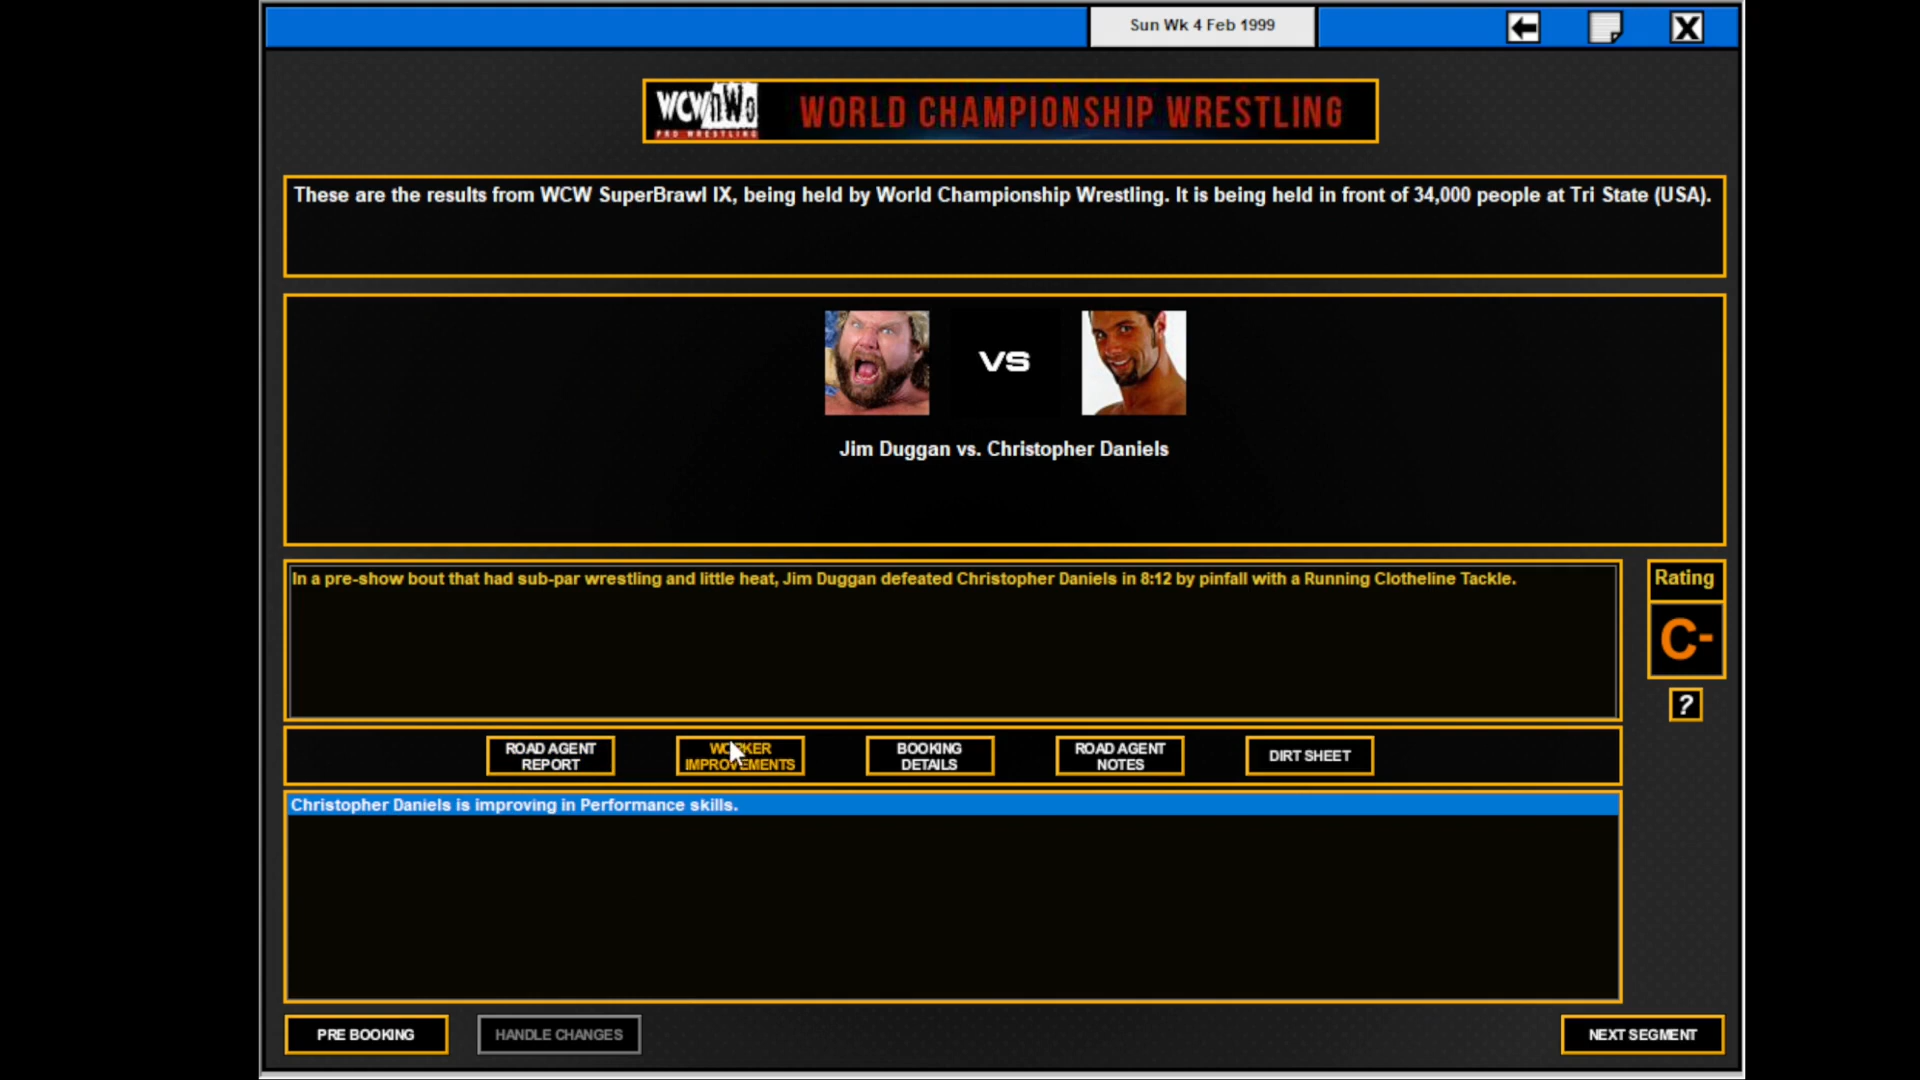 Sun Wk 4 Feb 1999
WCW nWo
PRO WRESTLING
WORLD CHAMPIONSHIP WRESTLING
These are the results from WCW SuperBrawl IX, being held by World Championship Wrestling. It is being held in front of 34,000 people at Tri State (USA).
VS
Jim Duggan vs. Christopher Daniels
In a pre-show bout that had sub-par wrestling and little heat, Jim Duggan defeated Christopher Daniels in 8:12 by pinfall with a Running Clotheline Tackle.
Rating
C-
?
ROAD AGENT
REPORT
WORKER
IMPROVEMENTS
BOOKING
DETAILS
ROAD AGENT
NOTES
DIRT SHEET
Christopher Daniels is improving in Performance skills.
PRE BOOKING
HANDLE CHANGES
NEXT SEGMENT